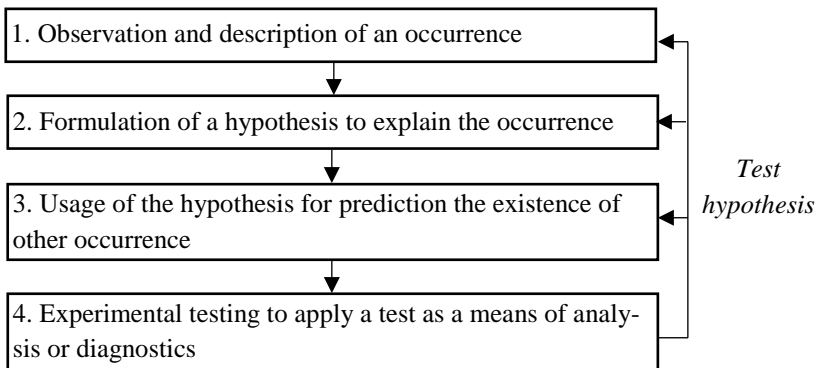 1. Observation and description of an occurrence
2. Formulation of a hypothesis to explain the occurrence
3. Usage of the hypothesis for prediction the existence of
other occurrence
4. Experimental testing to apply a test as a means of analy-
sis or diagnostics
Test
hypothesis